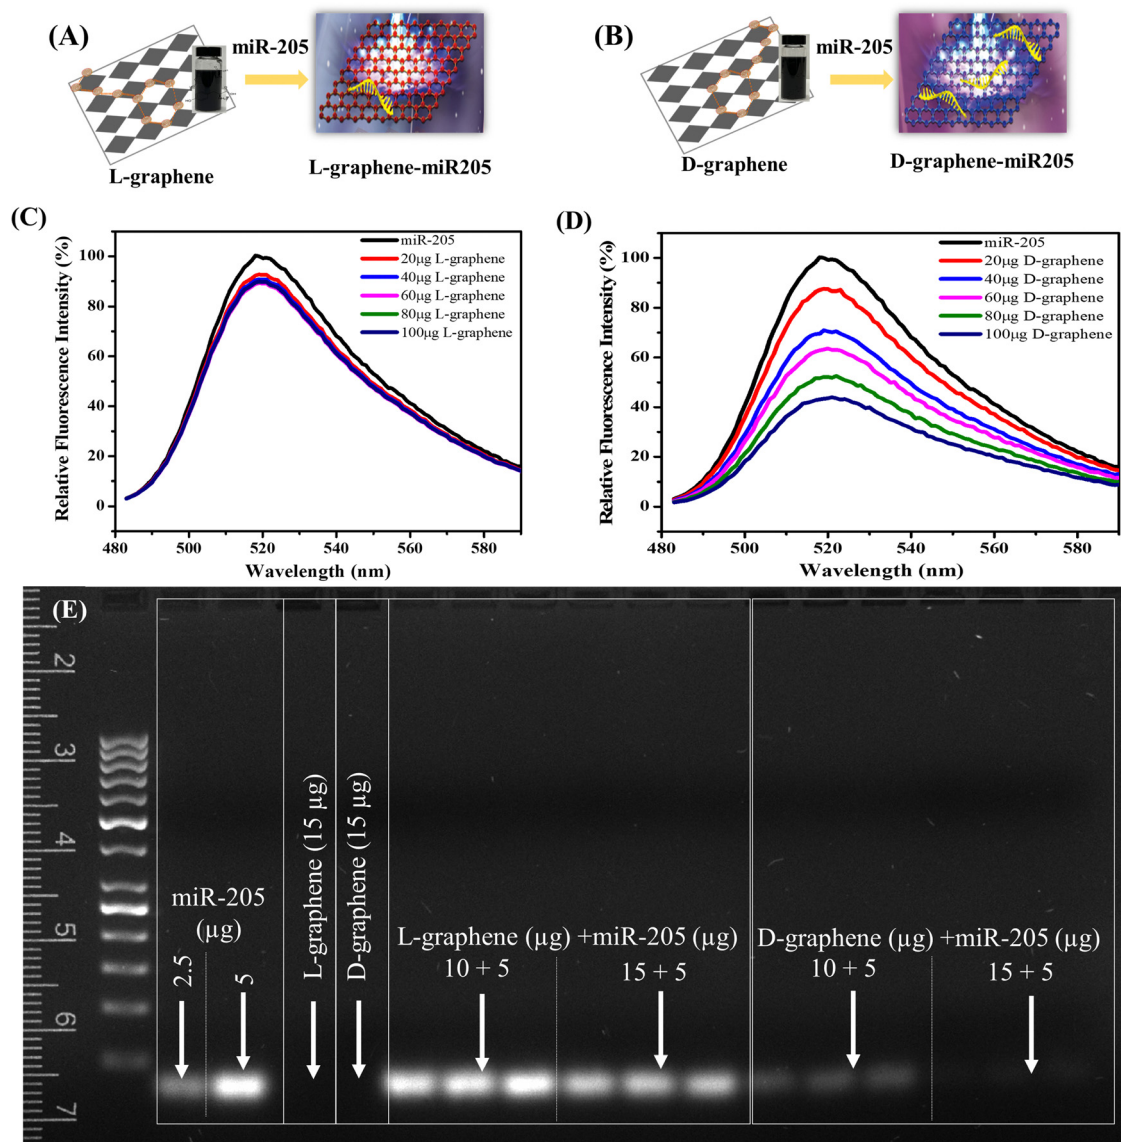 (A)
miR-205
L-graphene
L-graphene-miR205
(B)
miR-205
D-graphene
D-graphene-miR205
(C)
Relative Fluorescence Intensity (%)
100
80
60
40
20
0
miR-205
20µg L-graphene
40µg L-graphene
60µg L-graphene
80µg L-graphene
100µg L-graphene
480 500 520 540 560 580
Wavelength (nm)
(D)
Relative Fluorescence Intensity (%)
100
80
60
40
20
0
miR-205
20µg D-graphene
40µg D-graphene
60µg D-graphene
80µg D-graphene
100µg D-graphene
480 500 520 540 560 580
Wavelength (nm)
(E)
2
3
4
5
6
7
miR-205
(µg)
2.5
5
L-graphene (15 µg)
D-graphene (15 µg)
L-graphene (µg) +miR-205 (µg)
10 + 5
15 + 5
D-graphene (µg) +miR-205 (µg)
10 + 5
15 + 5